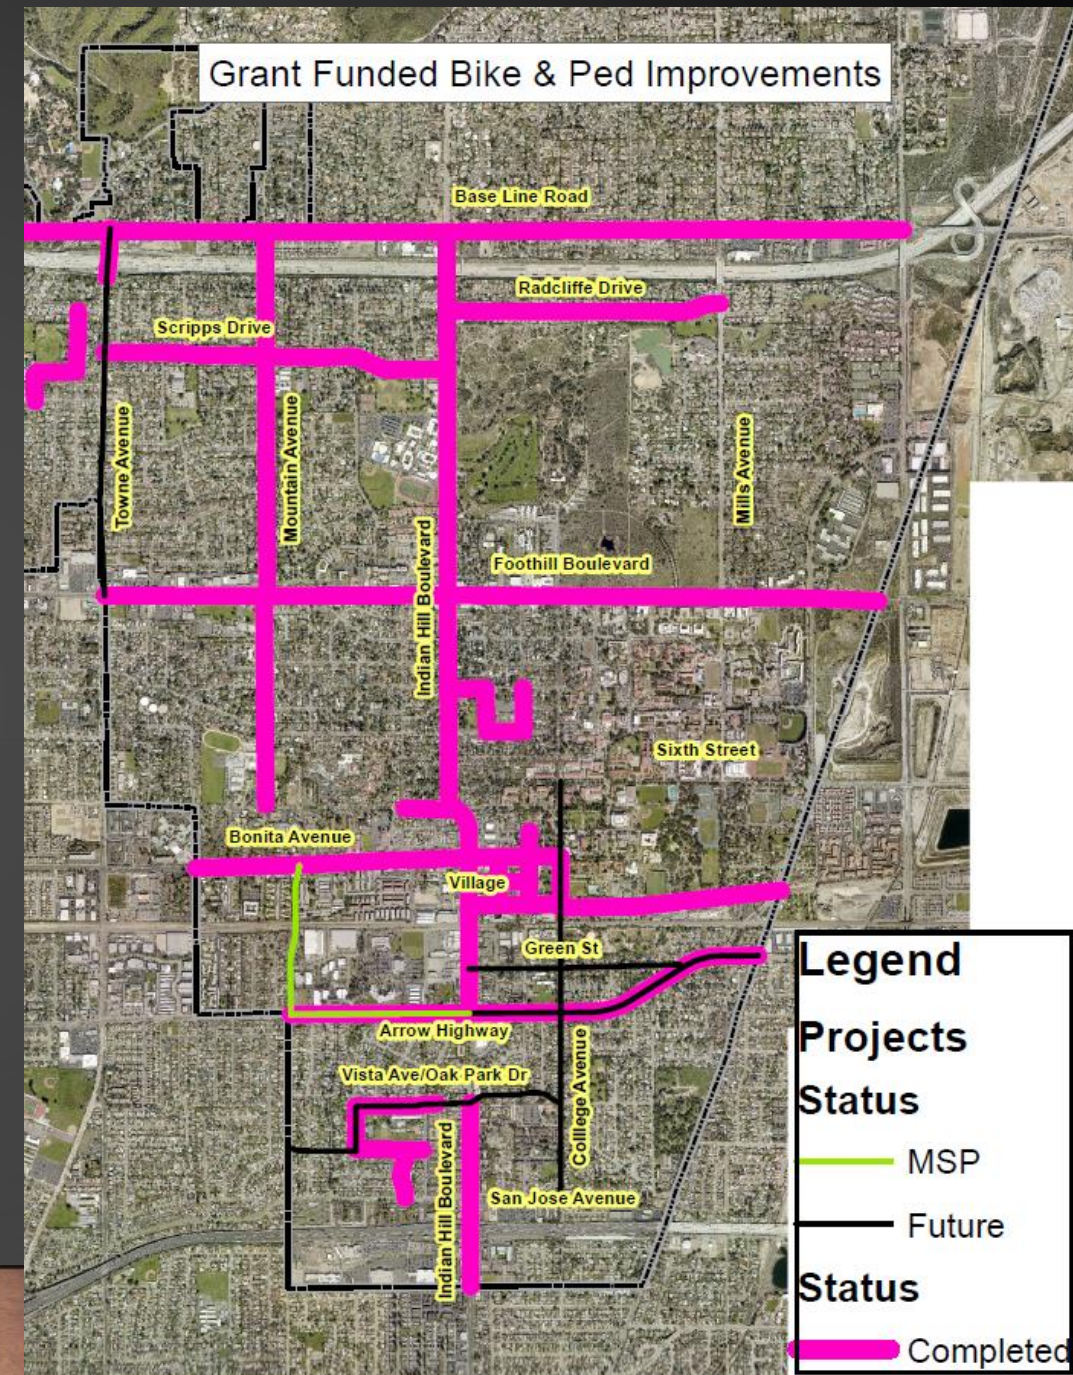 Grant Funded Bike & Ped Improvements
Base Line Road
Radcliffe Drive
Scripps Drive
Towne Avenue
Mountain Avenue
Mills Avenue
Indian Hill Boulevard
Foothill Boulevard
Sixth Street
Bonita Avenue
Village
Green St
Arrow Highway
Vista Ave/Oak Park Dr
Colllege Avenue
Indian Hill Boulevard
San Jose Avenue
Legend
Projects
Status
MSP
Future
Status
Completed